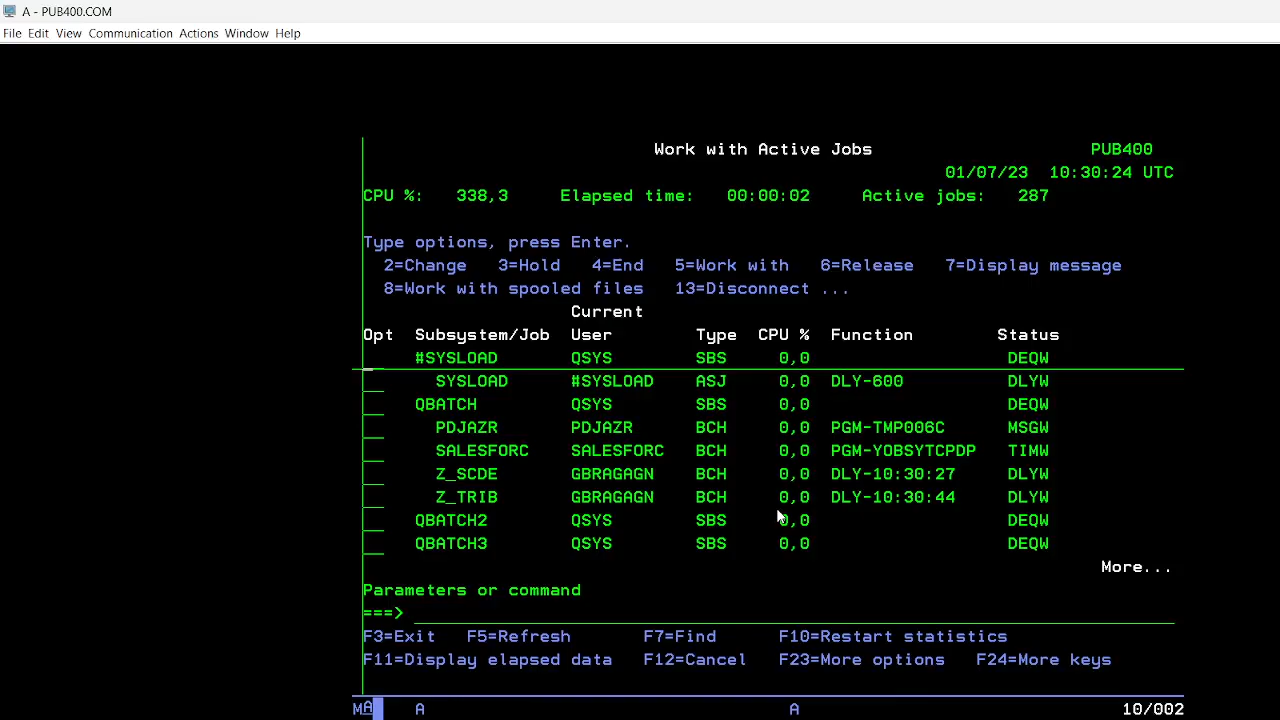 A - PUB400.COM
File Edit View Communication Actions Window Help
Work with Active Jobs PUB400
01/07/23 10:30:24 UTC
CPU %: 338,3 Elapsed time: 00:00:02 Active jobs: 287
Type options, press Enter.
2=Change 3=Hold 4=End 5=Work with 6=Release 7=Display message
8=Work with spooled files 13=Disconnect ...
Current
Opt Subsystem/Job User Type CPU % Function Status
#SYSLOAD QSYS SBS 0,0 DEQW
SYSLOAD #SYSLOAD ASJ 0,0 DLY-600 DLYW
QBATCH QSYS SBS 0,0 DEQW
PDJAZR PDJAZR BCH 0,0 PGM-TMP006C MSGW
SALESFORC SALESFORC BCH 0,0 PGM-YOBSYTCPDP TIMW
Z_SCDE GBRAGAGN BCH 0,0 DLY-10:30:27 DLYW
Z_TRIB GBRAGAGN BCH 0,0 DLY-10:30:44 DLYW
QBATCH2 QSYS SBS 0,0 DEQW
QBATCH3 QSYS SBS 0,0 DEQW
More...
Parameters or command
===>
F3=Exit F5=Refresh F7=Find F10=Restart statistics
F11=Display elapsed data F12=Cancel F23=More options F24=More keys
MA A A 10/002